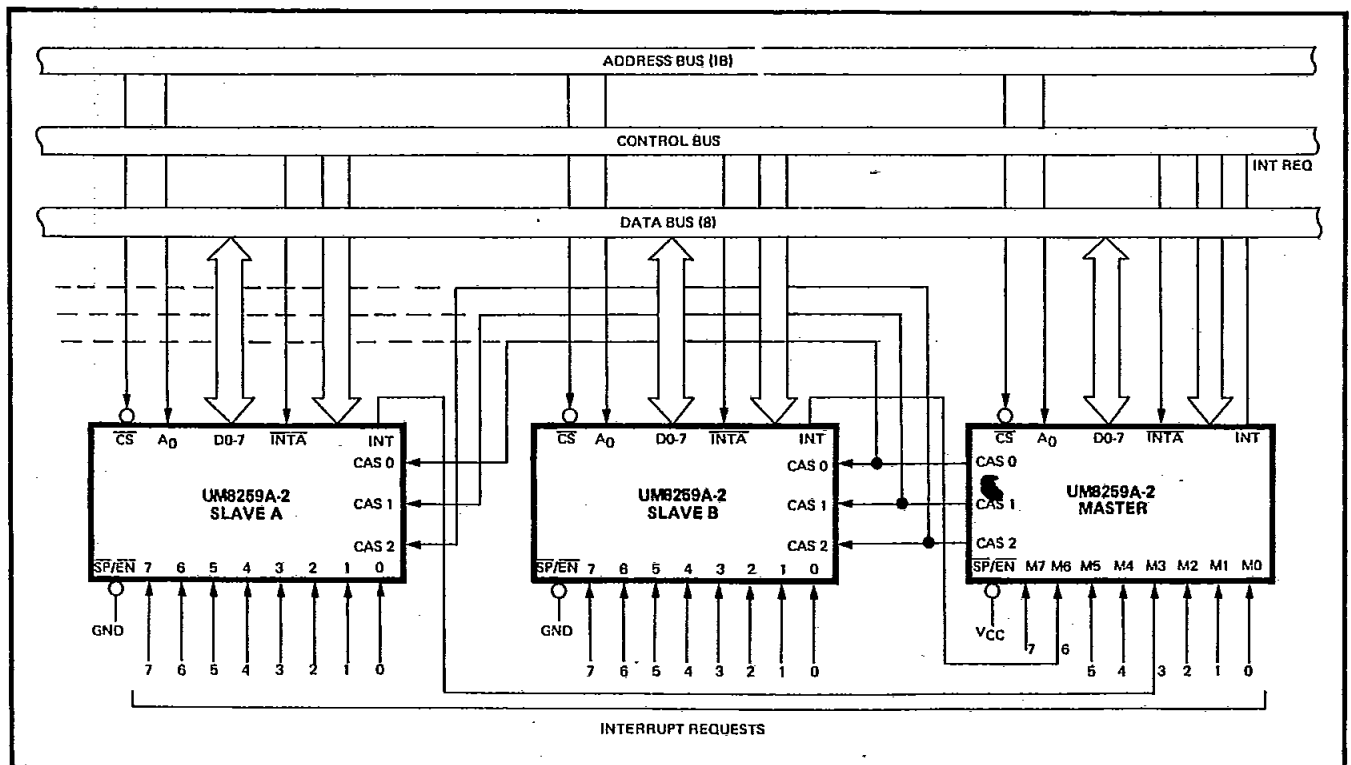 ADDRESS BUS (1B)
CONTROL BUS
INT REQ
DATA BUS (8)
CS A0 D0-7 INTA INT
CAS 0
CAS 1
CAS 2
UM8259A-2
SLAVE A
SP/EN 7 6 5 4 3 2 1 0
GND
7 6 5 4 3 2 1 0
CS A0 D0-7 INTA INT
CAS 0
CAS 1
CAS 2
UM8259A-2
SLAVE B
SP/EN 7 6 5 4 3 2 1 0
GND
7 6 5 4 3 2 1 0
CS A0 D0-7 INTA INT
CAS 0
CAS 1
CAS 2
UM8259A-2
MASTER
SP/EN M7 M6 M5 M4 M3 M2 M1 M0
VCC
7 6 5 4 3 2 1 0
INTERRUPT REQUESTS